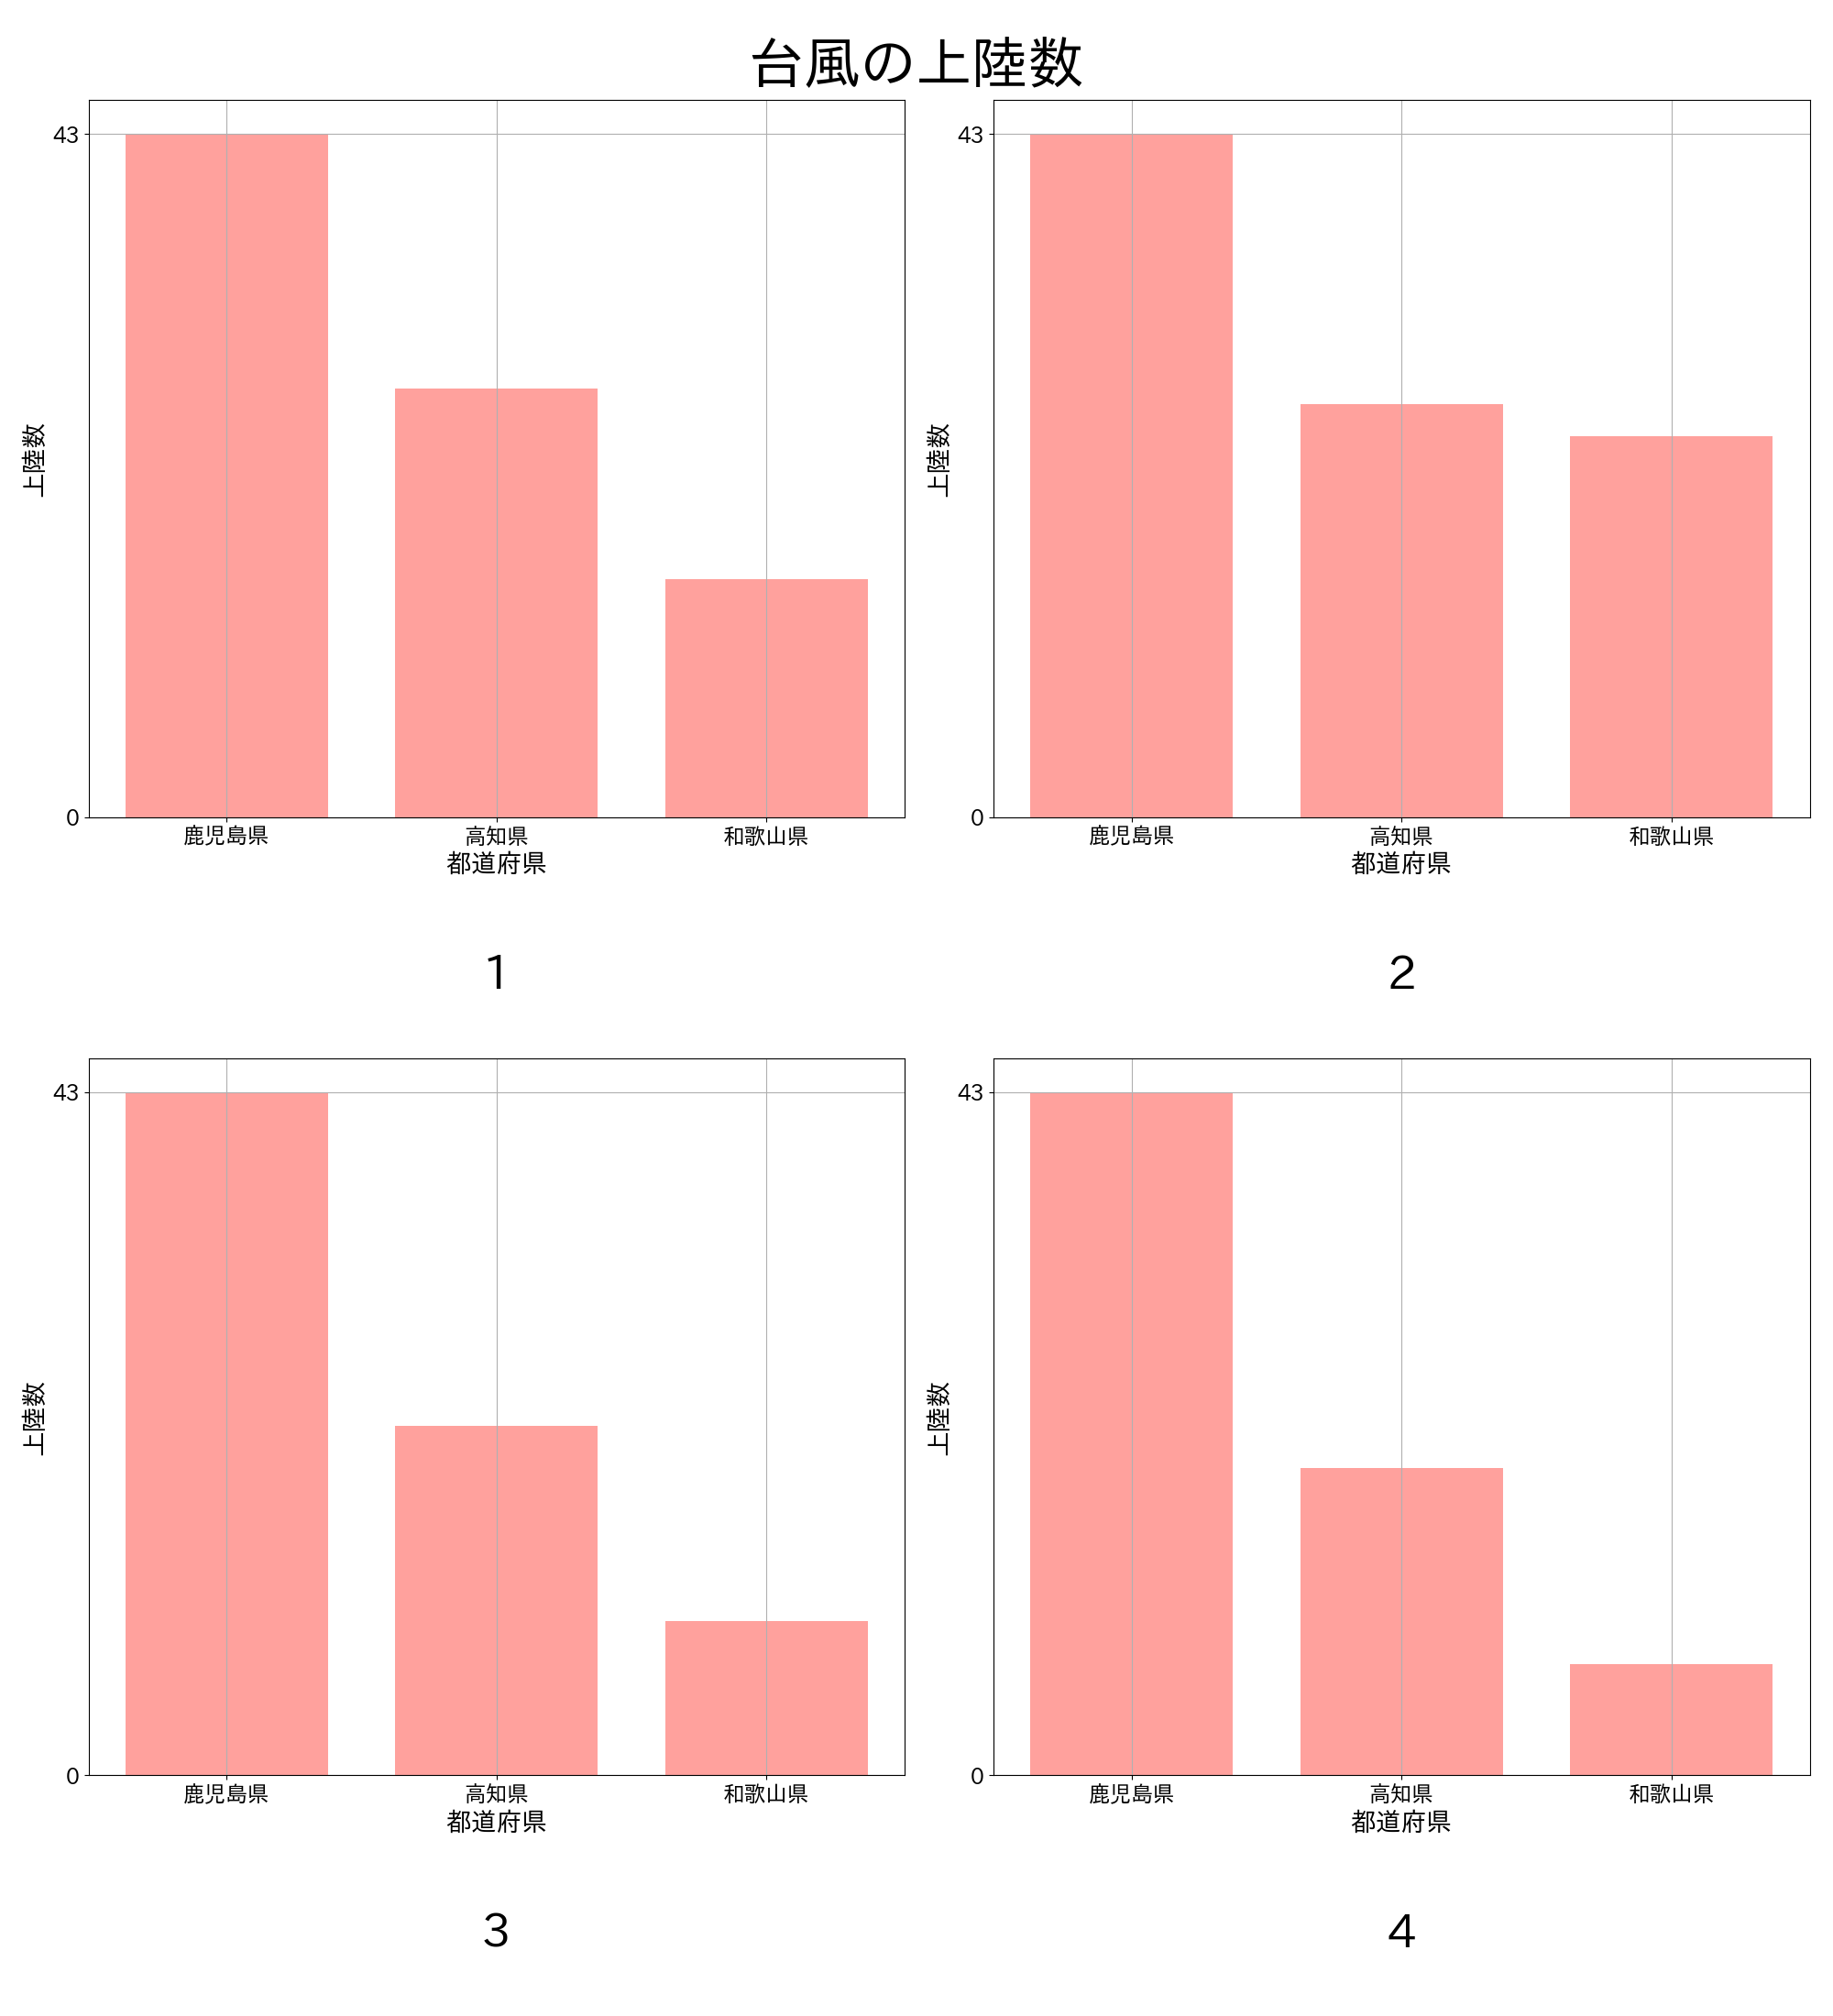 台風の上陸数
43
0
上陸数
鹿児島県 高知県 和歌山県
都道府県
1
43
0
上陸数
鹿児島県 高知県 和歌山県
都道府県
2
43
0
上陸数
鹿児島県 高知県 和歌山県
都道府県
3
43
0
上陸数
鹿児島県 高知県 和歌山県
都道府県
4